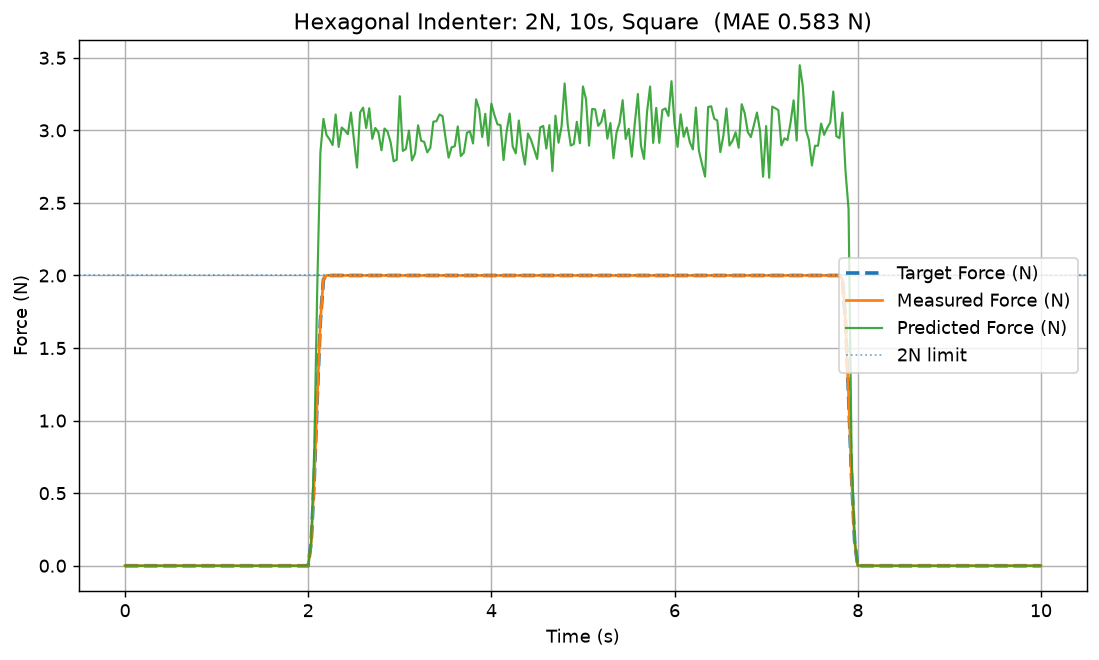 Hexagonal Indenter: 2N, 10s, Square  (MAE 0.583 N)
Force (N)
3.5
3.0
2.5
2.0
1.5
1.0
0.5
0.0
Target Force (N)
Measured Force (N)
Predicted Force (N)
2N limit
0 2 4 6 8 10
Time (s)